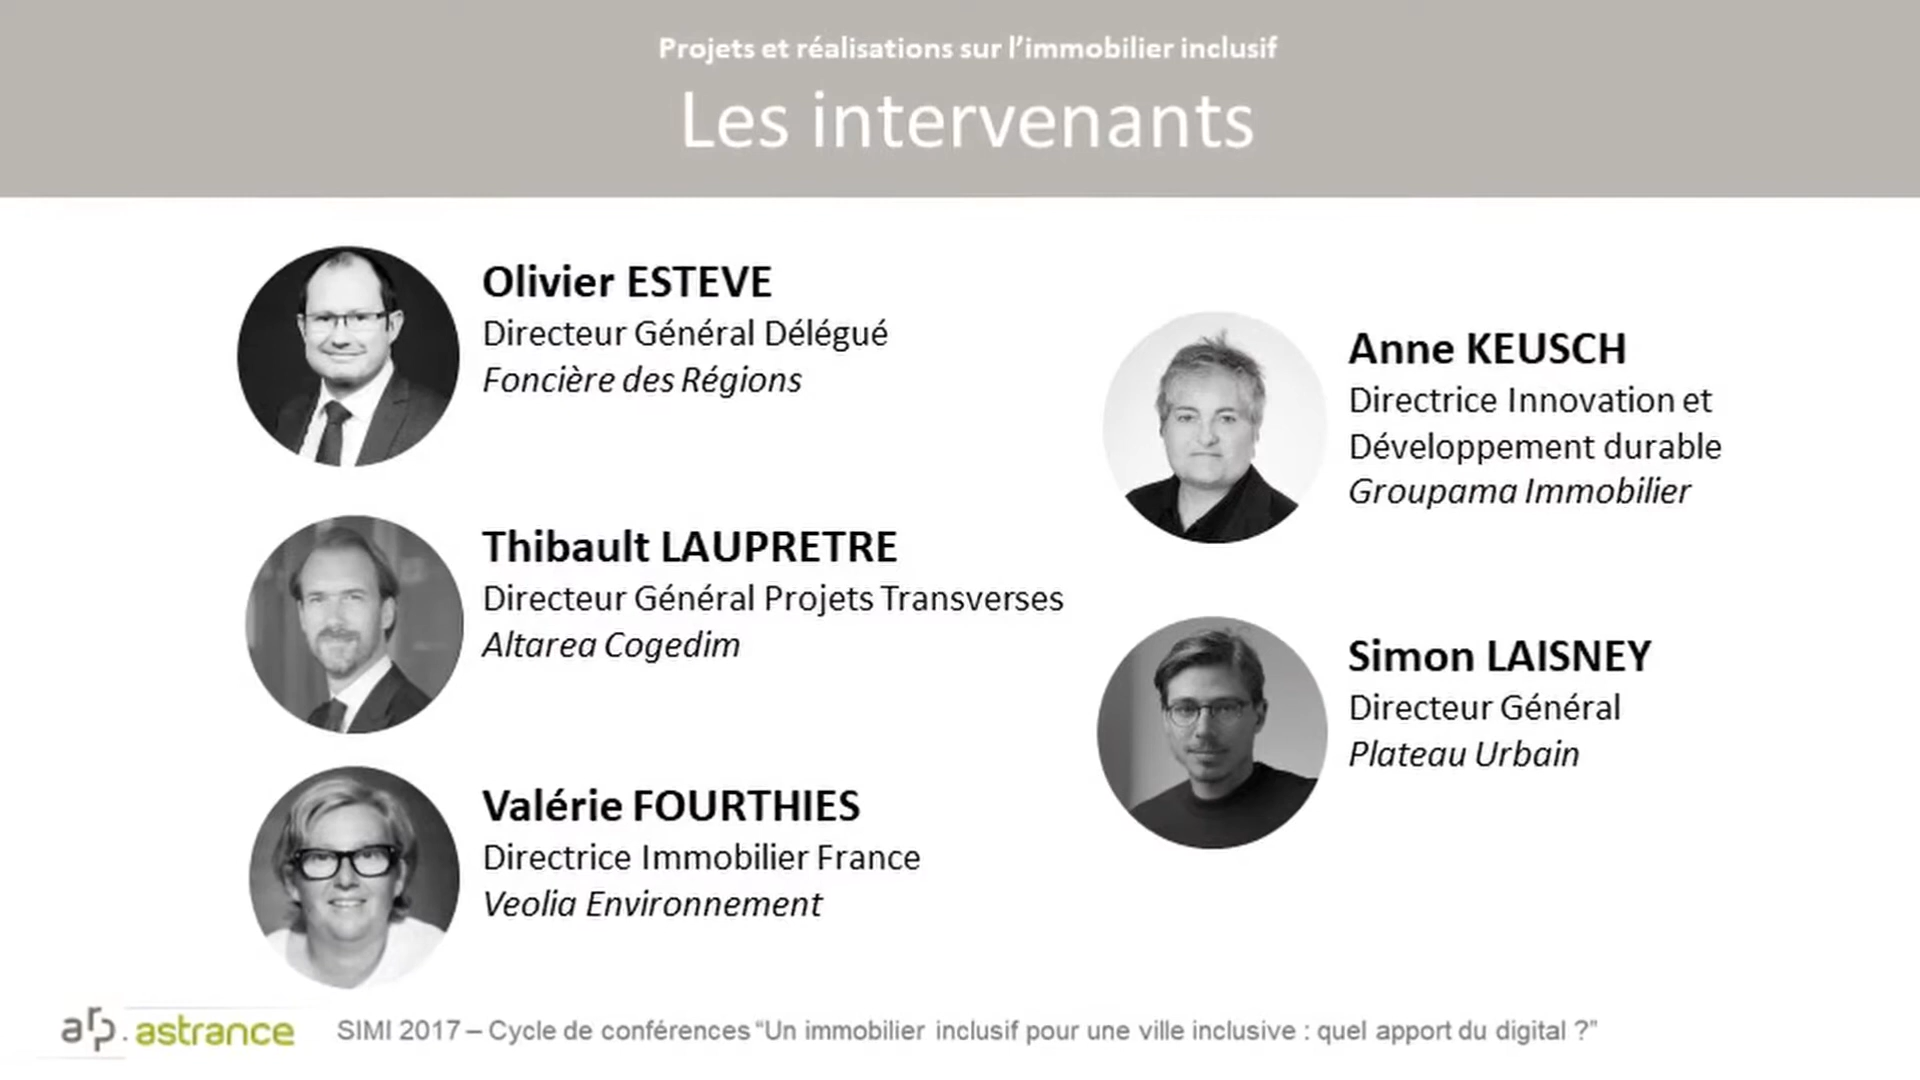 Projets et réalisations sur l’immobilier inclusif
Les intervenants
Olivier ESTEVE
Directeur Général Délégué
Foncière des Régions
Thibault LAUPRETRE
Directeur Général Projets Transverses
Altarea Cogedim
Valérie FOURTHIES
Directrice Immobilier France
Veolia Environnement
Anne KEUSCH
Directrice Innovation et
Développement durable
Groupama Immobilier
Simon LAISNEY
Directeur Général
Plateau Urbain
arp. astrance
SIMI 2017 – Cycle de conférences “Un immobilier inclusif pour une ville inclusive : quel apport du digital ?”